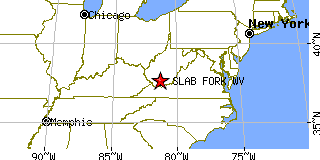 Chicago
New York
40°N
SLAB FORK WV
Memphis
35°N
90°W
85°W
80°W
75°W